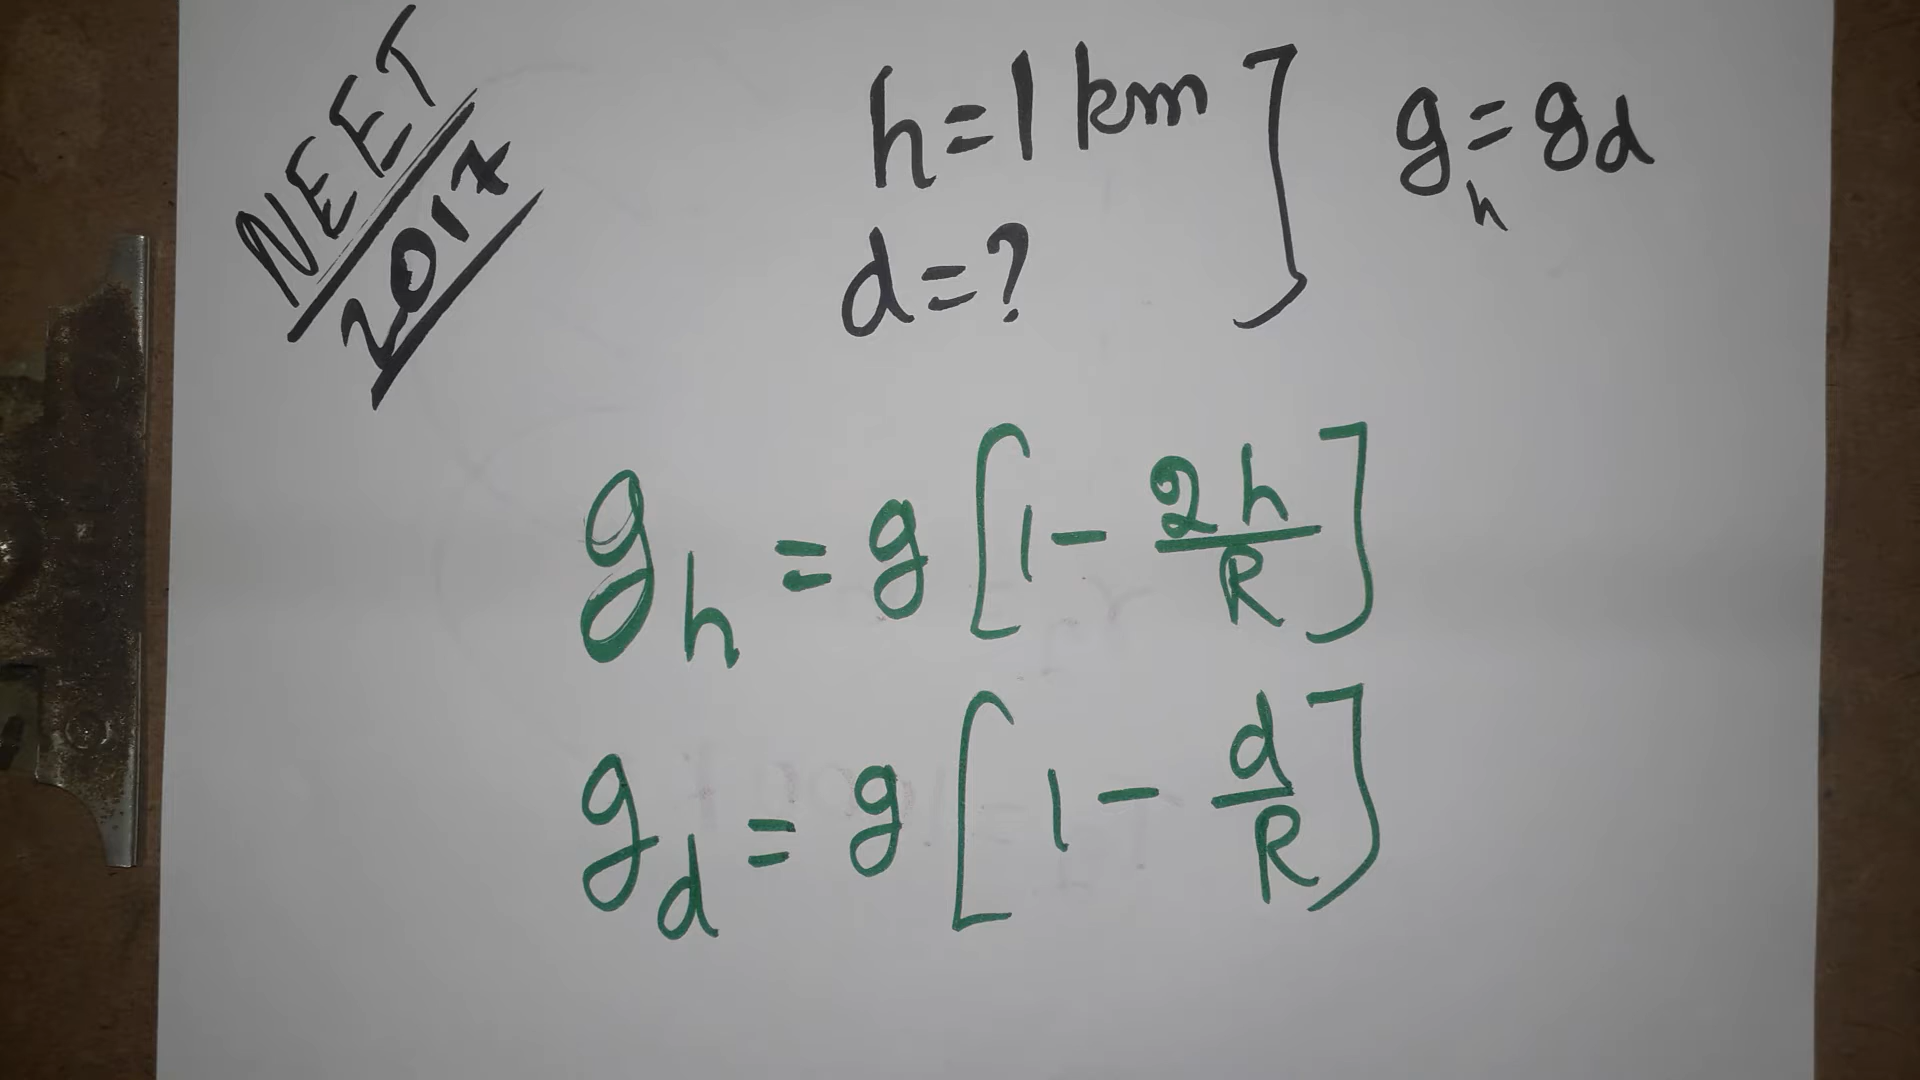 NEET
2017
h=1 km
d=?
g_h = g_d
g_h = g[1 - 2h/R]
g_d = g[1 - d/R]